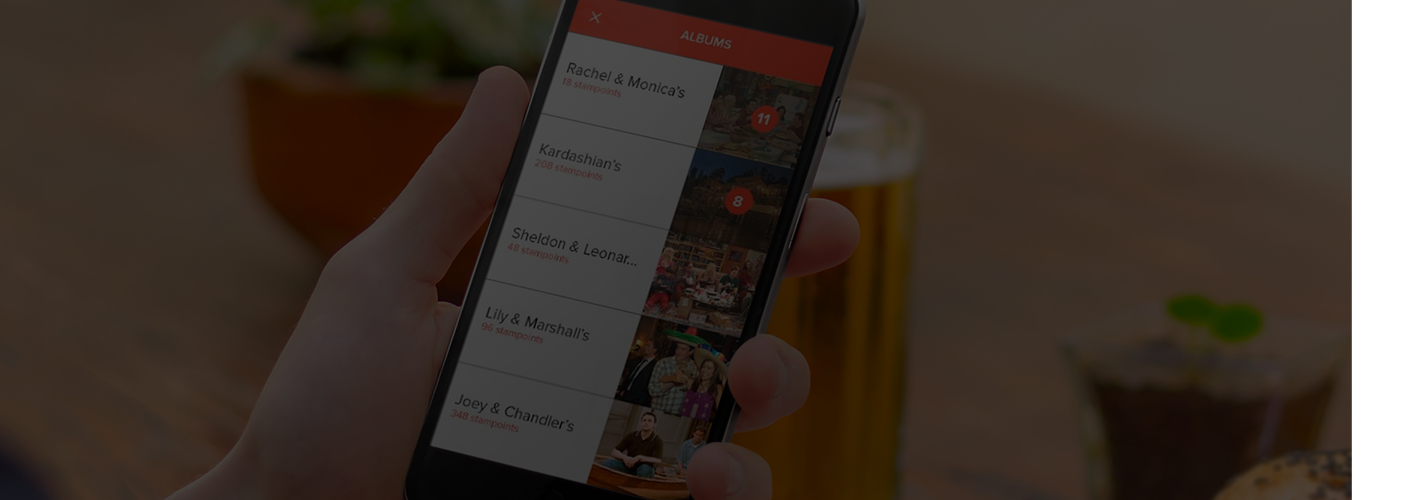 ALBUMS
Rachel & Monica's
18 stampoints
11
Kardashian's
208 stampoints
8
Sheldon & Leonar...
48 stampoints
Lily & Marshall's
96 stampoints
Joey & Chandler's
348 stampoints